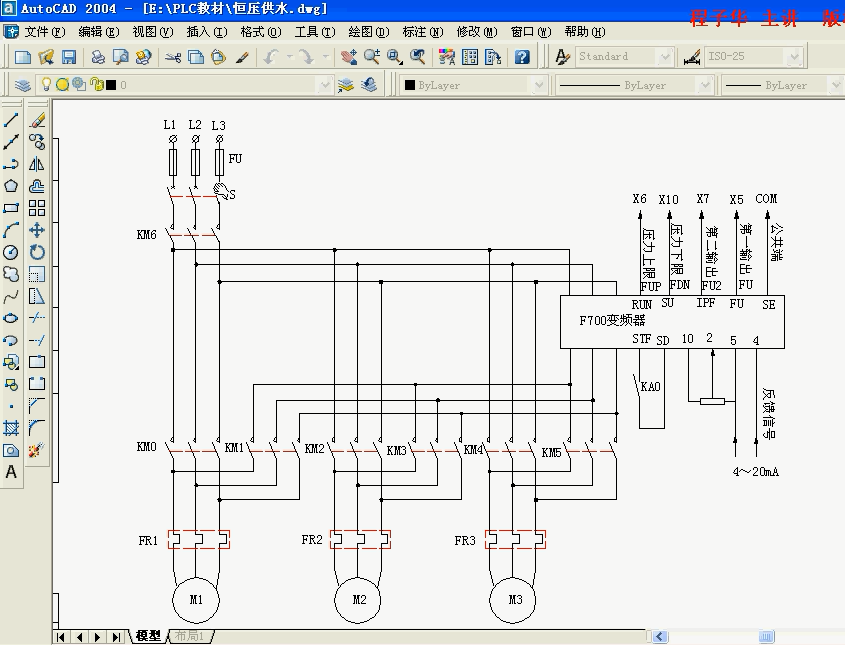 AutoCAD 2004 - [E:\PLC教材\恒压供水.dwg]
程子华 主讲 版
文件(F) 编辑(E) 视图(V) 插入(I) 格式(O) 工具(T) 绘图(D) 标注(N) 修改(M) 窗口(W) 帮助(H)
Standard ISO-25
0 ByLayer ByLayer ByLayer
L1 L2 L3
FU
S
KM6
X6 X10 X7 X5 COM
压力上限 压力下限 第二输出 第一输出 公共端
FUP FDN FU2 FU
RUN SU IPF FU SE
F700变频器
STF SD 10 2 5 4
KA0
反馈信号
4～20mA
KM0 KM1 KM2 KM3 KM4 KM5
FR1 FR2 FR3
M1 M2 M3
A
模型 布局1